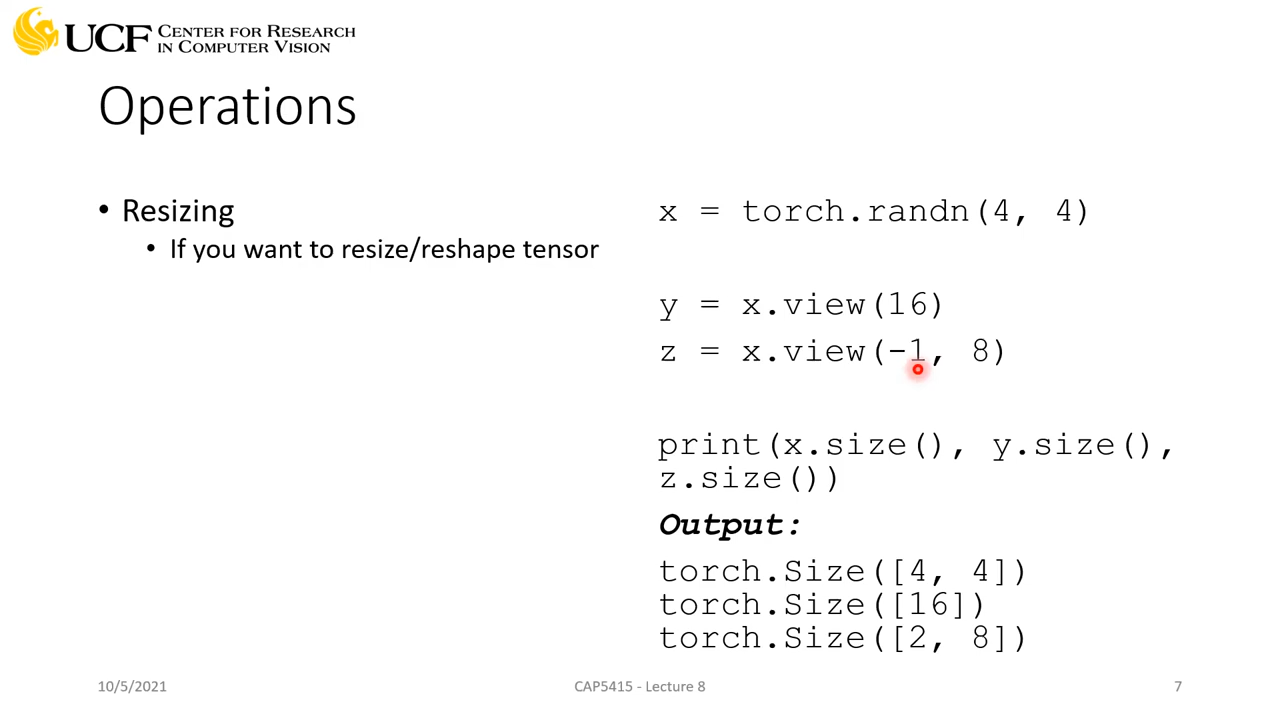 UCF CENTER FOR RESEARCH
IN COMPUTER VISION
Operations
• Resizing
• If you want to resize/reshape tensor
x = torch.randn(4, 4)
y = x.view(16)
z = x.view(-1, 8)
print(x.size(), y.size(),
z.size())
Output:
torch.Size([4, 4])
torch.Size([16])
torch.Size([2, 8])
10/5/2021
CAP5415 - Lecture 8
7